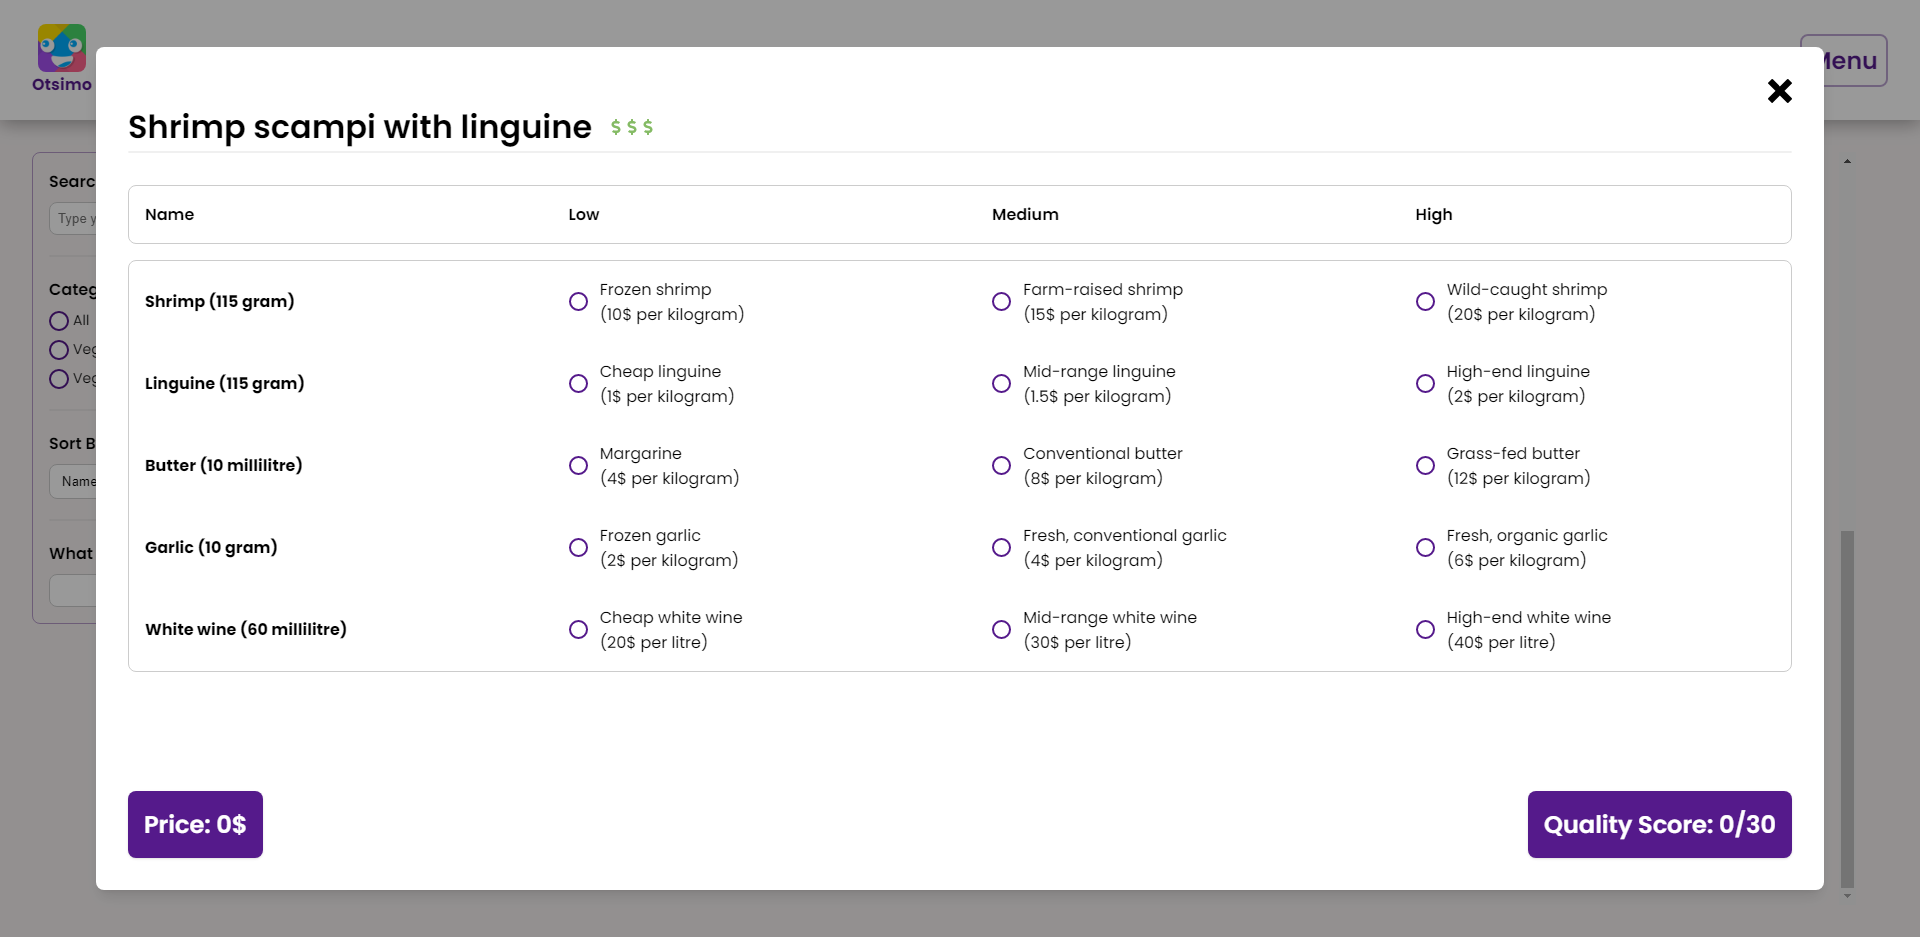 Otsimo
Menu
Shrimp scampi with linguine $ $ $
Name Low Medium High
Shrimp (115 gram)
Frozen shrimp
(10$ per kilogram)
Farm-raised shrimp
(15$ per kilogram)
Wild-caught shrimp
(20$ per kilogram)
Linguine (115 gram)
Cheap linguine
(1$ per kilogram)
Mid-range linguine
(1.5$ per kilogram)
High-end linguine
(2$ per kilogram)
Butter (10 millilitre)
Margarine
(4$ per kilogram)
Conventional butter
(8$ per kilogram)
Grass-fed butter
(12$ per kilogram)
Garlic (10 gram)
Frozen garlic
(2$ per kilogram)
Fresh, conventional garlic
(4$ per kilogram)
Fresh, organic garlic
(6$ per kilogram)
White wine (60 millilitre)
Cheap white wine
(20$ per litre)
Mid-range white wine
(30$ per litre)
High-end white wine
(40$ per litre)
Price: 0$
Quality Score: 0/30
All
Sort B
Name
What